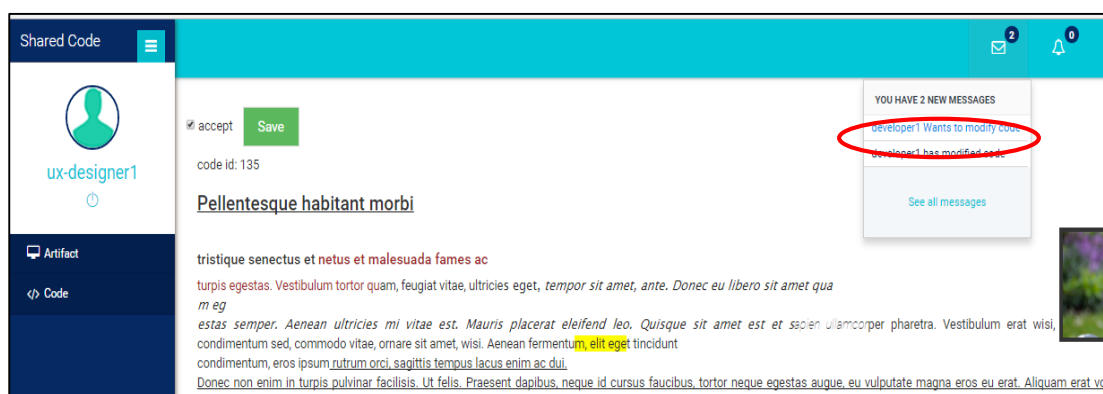 Shared Code
2
0
YOU HAVE 2 NEW MESSAGES
developer1 Wants to modify code
developer1 has modified code
See all messages
ux-designer1
Artifact
Code
accept Save
code id: 135
Pellentesque habitant morbi
tristique senectus et netus et malesuada fames ac
turpis egestas. Vestibulum tortor quam, feugiat vitae, ultricies eget, tempor sit amet, ante. Donec eu libero sit amet qua
m eg
estas semper. Aenean ultricies mi vitae est. Mauris placerat eleifend leo. Quisque sit amet est et sapien ullamcorper pharetra. Vestibulum erat wisi,
condimentum sed, commodo vitae, ornare sit amet, wisi. Aenean fermentum, elit eget tincidunt
condimentum, eros ipsum rutrum orci, sagittis tempus lacus enim ac dui.
Donec non enim in turpis pulvinar facilisis. Ut felis. Praesent dapibus, neque id cursus faucibus, tortor neque egestas augue, eu vulputate magna eros eu erat. Aliquam erat vo